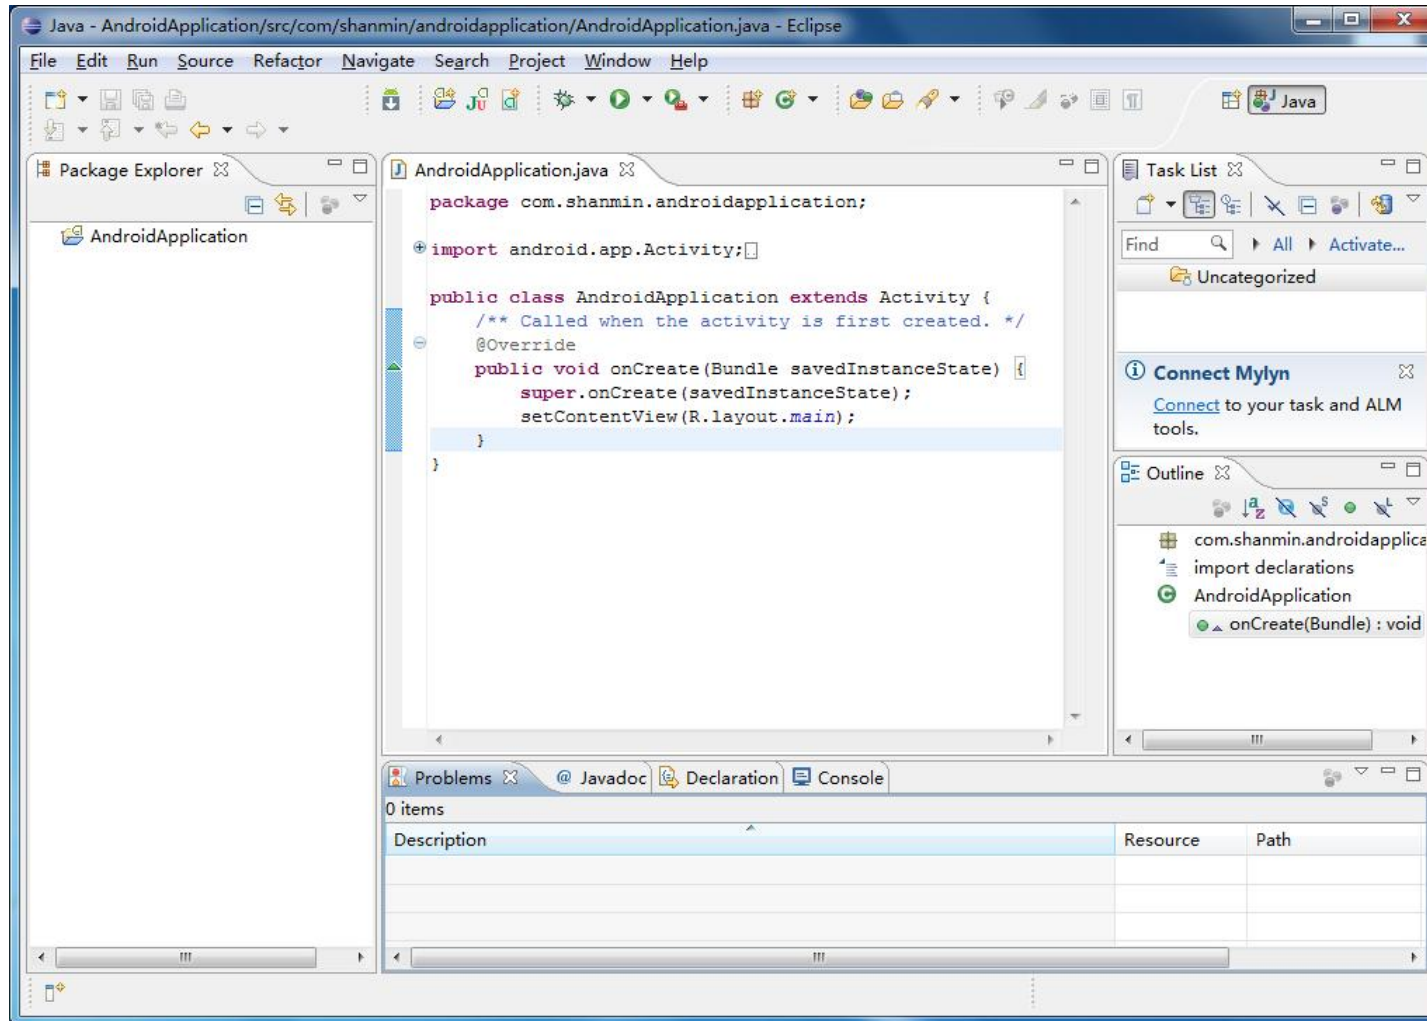 Java - AndroidApplication/src/com/shanmin/androidapplication/AndroidApplication.java - Eclipse
File Edit Run Source Refactor Navigate Search Project Window Help
Java
Package Explorer
AndroidApplication
AndroidApplication.java
package com.shanmin.androidapplication;
import android.app.Activity;
public class AndroidApplication extends Activity {
/** Called when the activity is first created. */
@Override
public void onCreate(Bundle savedInstanceState) {
super.onCreate(savedInstanceState);
setContentView(R.layout.main);
}
}
Task List
Find All Activate...
Uncategorized
Connect Mylyn
Connect to your task and ALM
tools.
Outline
com.shanmin.androidapplica
import declarations
AndroidApplication
onCreate(Bundle) : void
Problems @ Javadoc Declaration Console
0 items
Description Resource Path